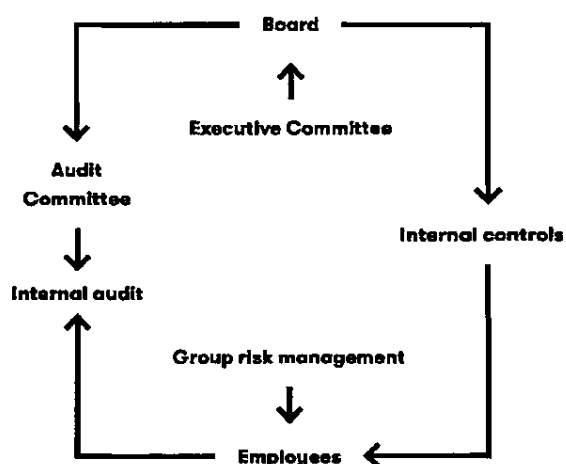 Board
Executive Committee
Audit
Committee
Internal controls
Internal audit
Group risk management
Employees